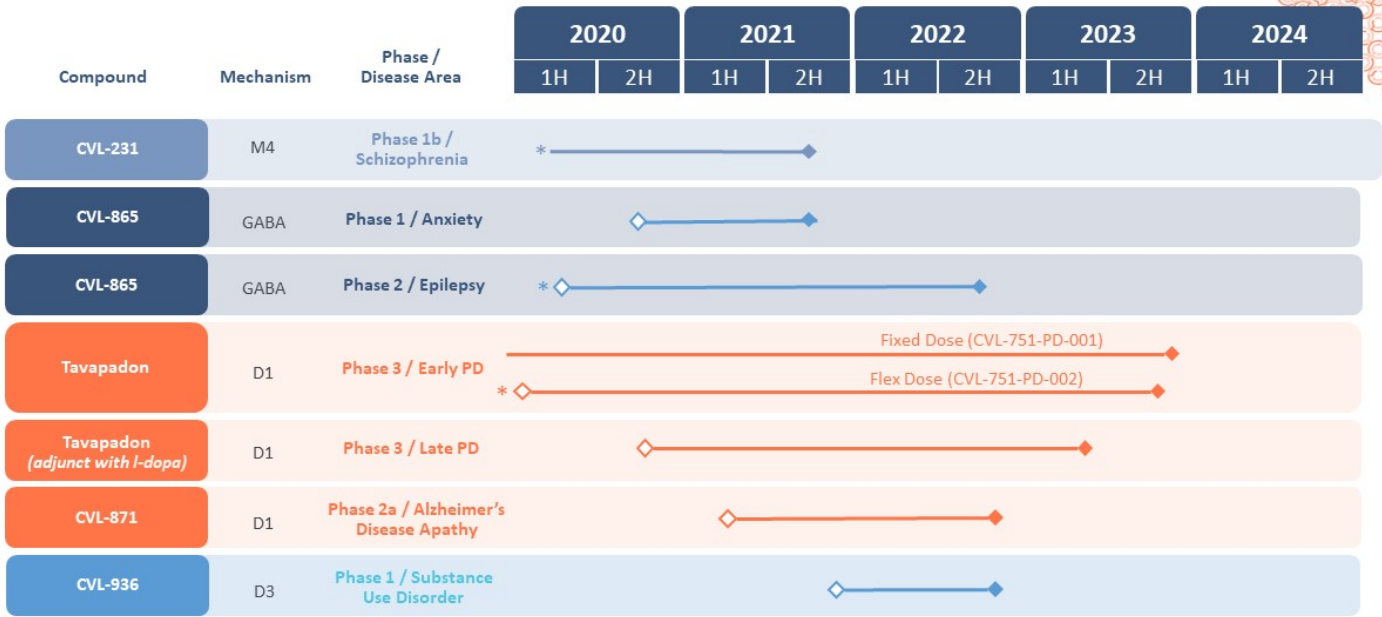 2020 2021 2022 2023 2024
Compound Mechanism Phase /
Disease Area 1H 2H 1H 2H 1H 2H 1H 2H 1H 2H
CVL-231 M4 Phase 1b /
Schizophrenia *
CVL-865 GABA Phase 1 / Anxiety
CVL-865 GABA Phase 2 / Epilepsy *
Tavapadon D1 Phase 3 / Early PD
Fixed Dose (CVL-751-PD-001)
* Flex Dose (CVL-751-PD-002)
Tavapadon
(adjunct with l-dopa) D1 Phase 3 / Late PD
CVL-871 D1 Phase 2a / Alzheimer’s
Disease Apathy
CVL-936 D3 Phase 1 / Substance
Use Disorder